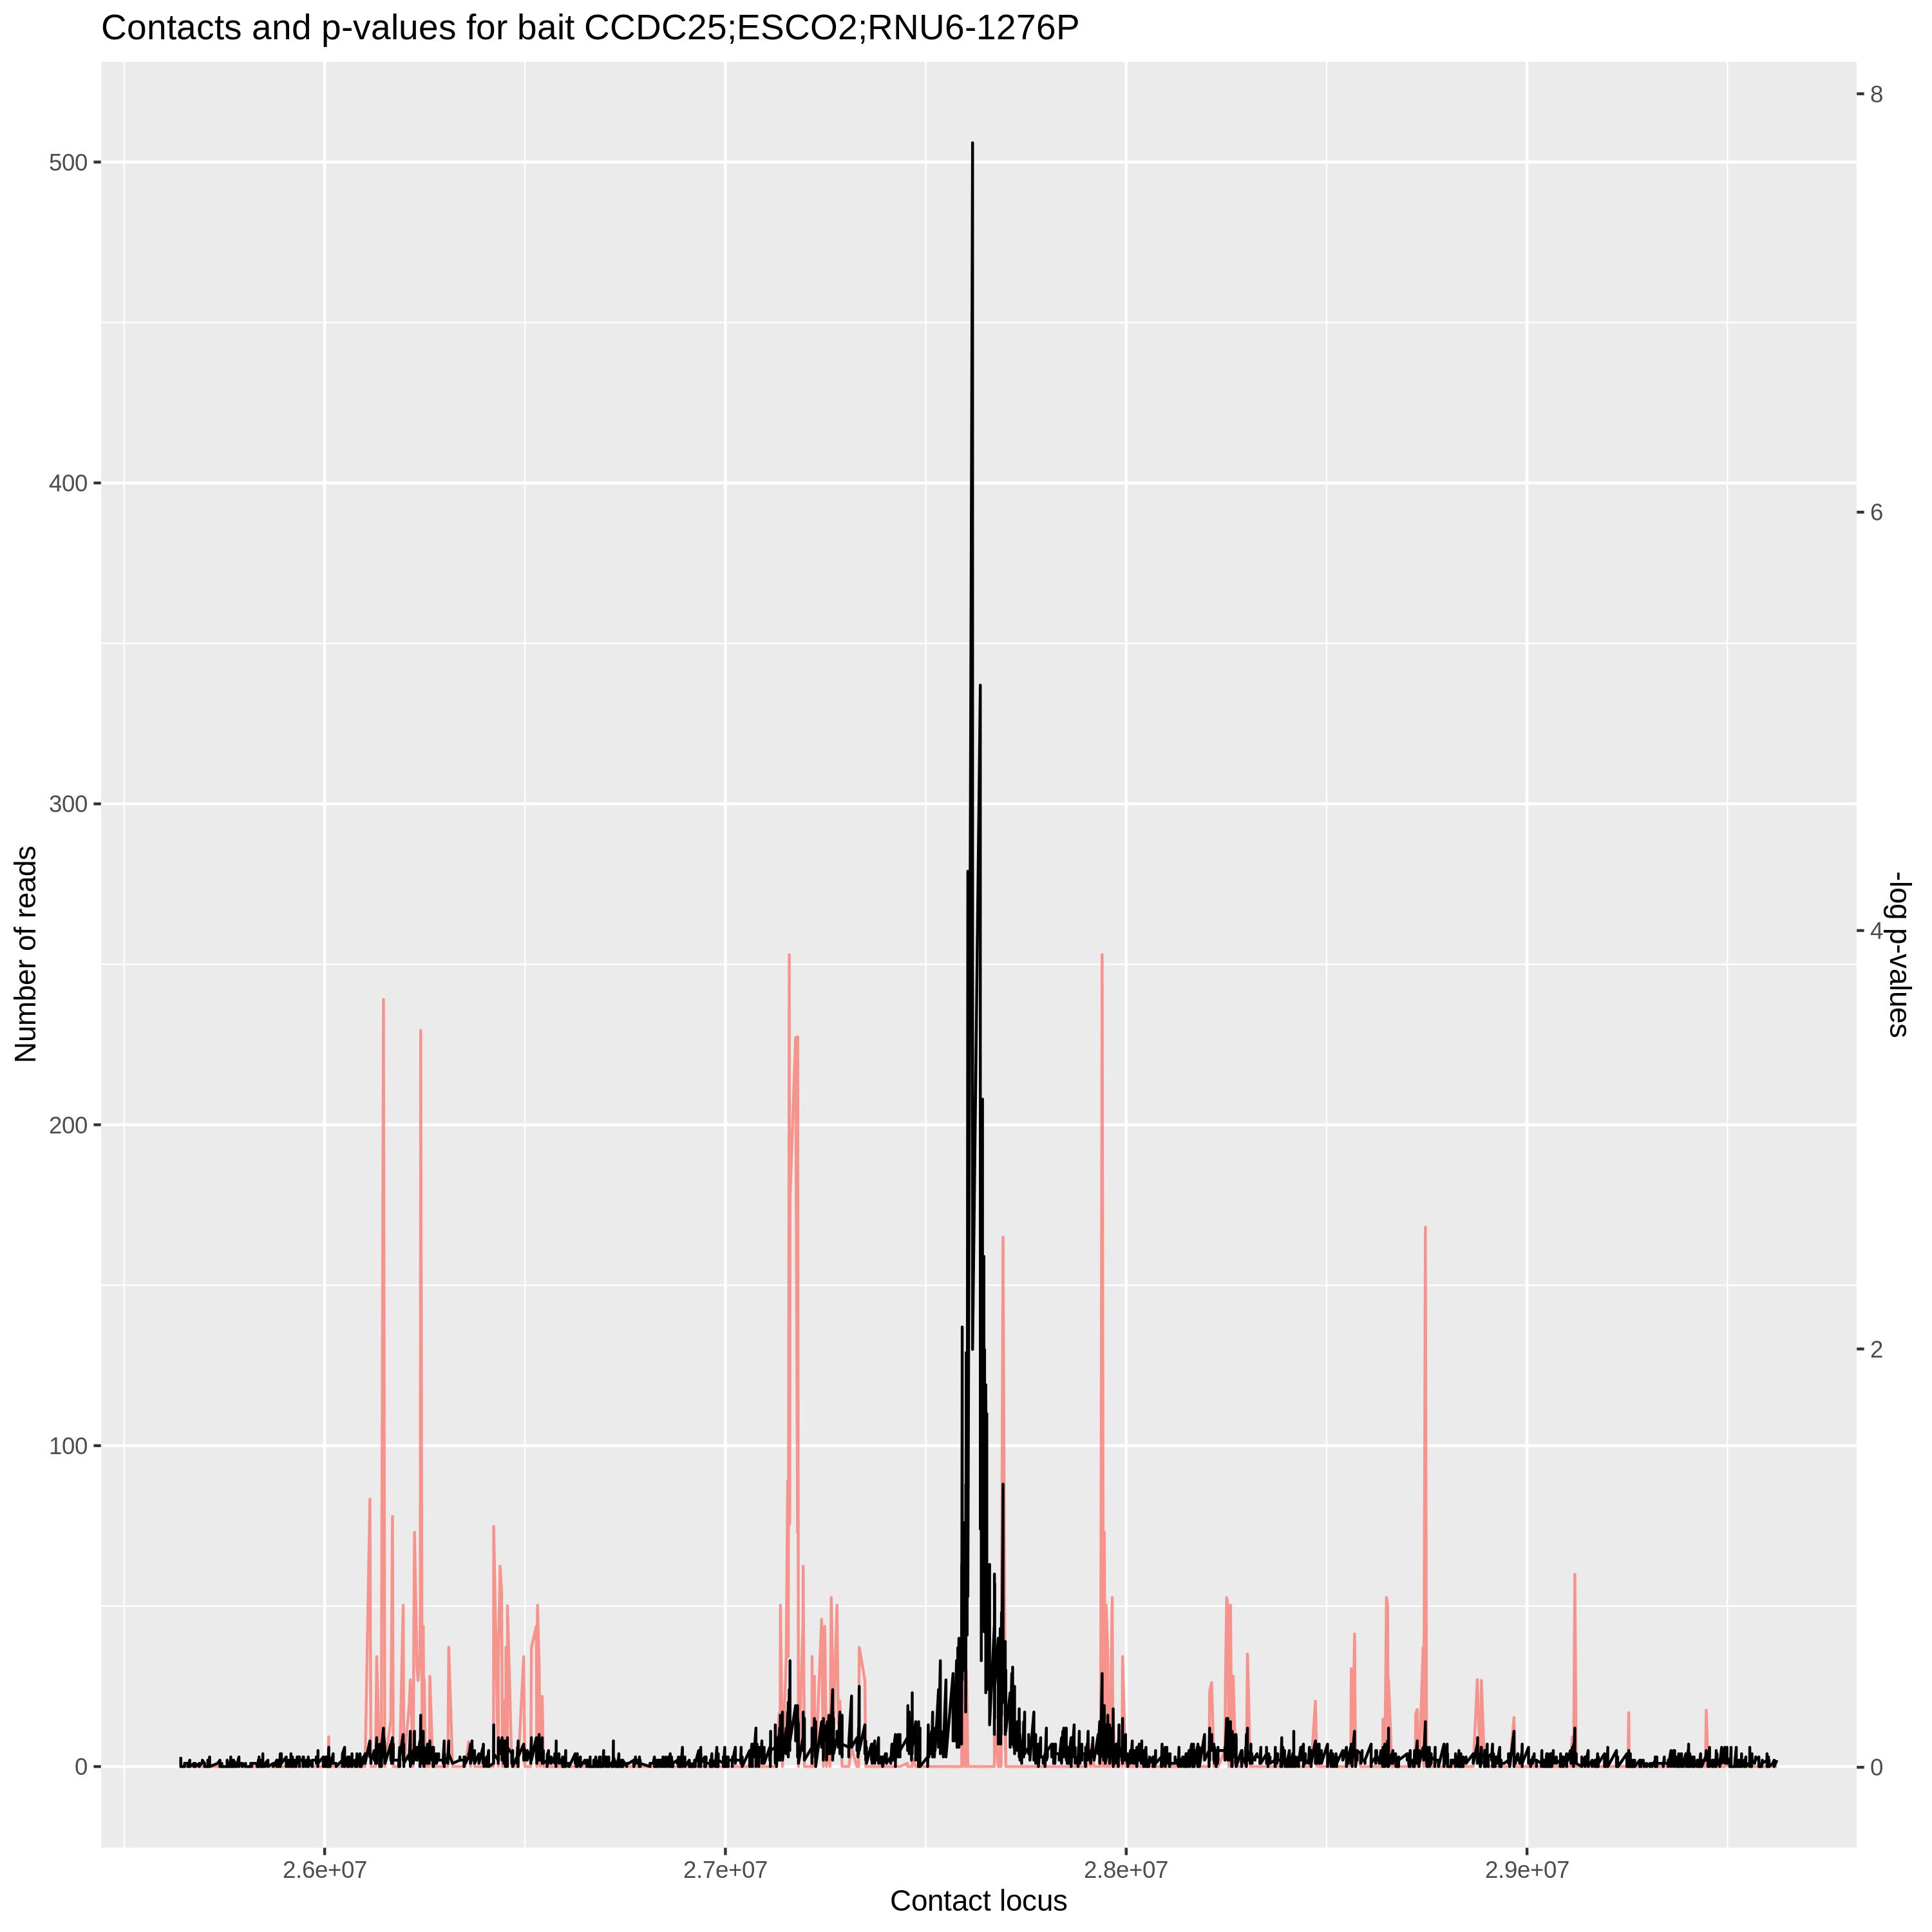 Contacts and p-values for bait CCDC25;ESCO2;RNU6-1276P
Number of reads
500
400
300
200
100
0
8
6
4
2
0
-log p-values
2.6e+07
2.7e+07
2.8e+07
2.9e+07
Contact locus